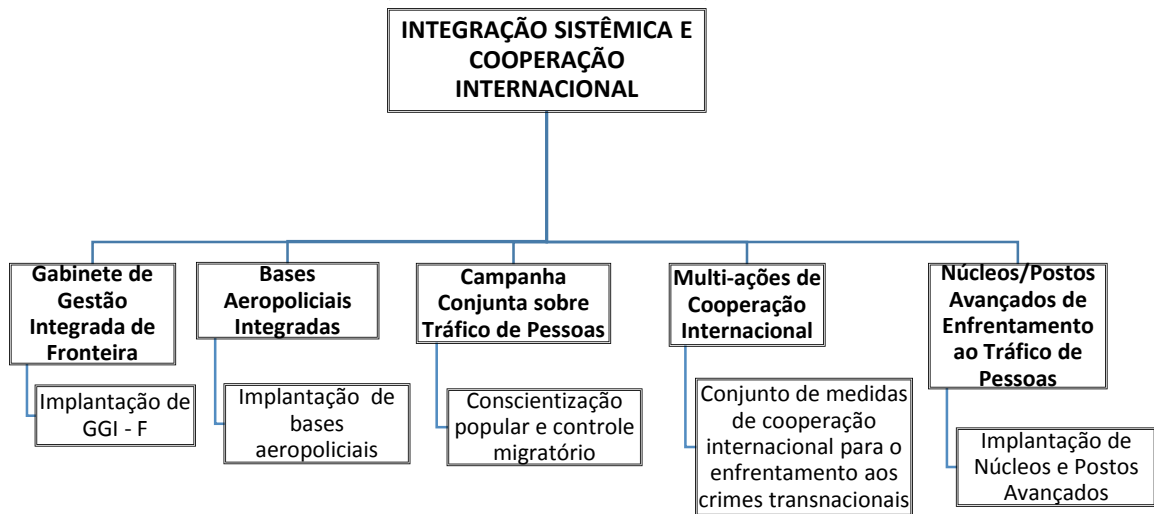 INTEGRAÇÃO SISTÊMICA E
COOPERAÇÃO
INTERNACIONAL
Gabinete de
Gestão
Integrada de
Fronteira
Implantação de
GGI - F
Bases
Aeropoliciais
Integradas
Implantação de
bases
aeropoliciais
Campanha
Conjunta sobre
Tráfico de Pessoas
Conscientização
popular e controle
migratório
Multi-ações de
Cooperação
Internacional
Conjunto de medidas
de cooperação
internacional para o
enfrentamento aos
crimes transnacionais
Núcleos/Postos
Avançados de
Enfrentamento
ao Tráfico de
Pessoas
Implantação de
Núcleos e Postos
Avançados